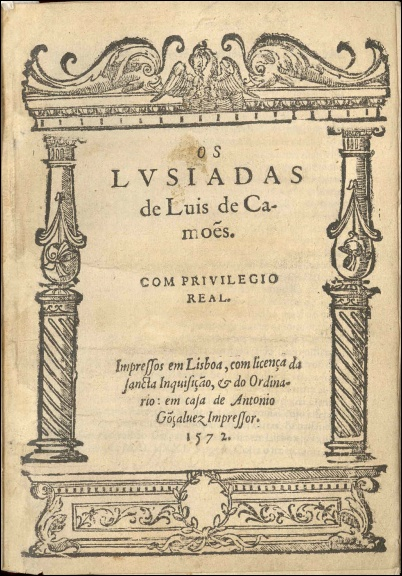 OS
LVSIADAS
de Luis de Ca-
moẽs.
COM PRIVILEGIO
REAL.
Impressos em Lisboa, com licença da
sancta Inquisição, & do Ordina-
rio: em casa de Antonio
Gõçaluez Impressor.
1572.